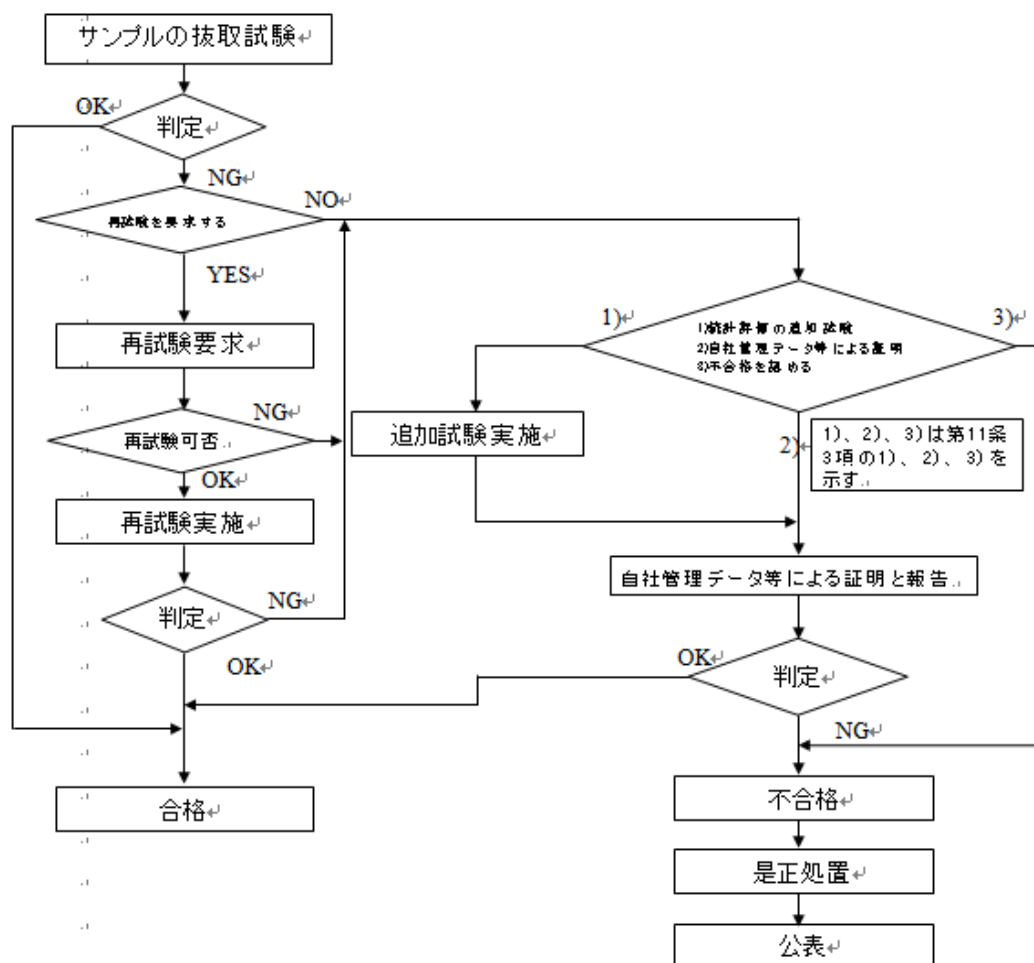 サンプルの抜取試験
OK
判定
NG
NO
再試験を要求する
YES
1)
1)統計評価の追加試験
2)自社管理データ等による証明
3)不合格を認める
3)
再試験要求
NG
再試験可否
追加試験実施
2)
1)、2)、3)は第11条
3項の1)、2)、3)を
示す。
OK
再試験実施
自社管理データ等による証明と報告
判定
NG
OK
OK
判定
NG
合格
不合格
是正処置
公表